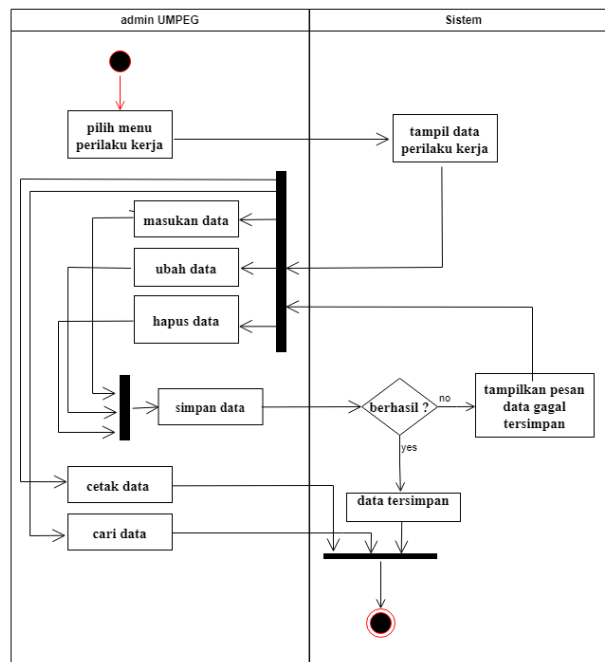 admin UMPEG
Sistem
pilih menu
perilaku kerja
tampil data
perilaku kerja
masukan data
ubah data
hapus data
simpan data
berhasil ?
no
tampilkan pesan
data gagal
tersimpan
yes
cetak data
data tersimpan
cari data